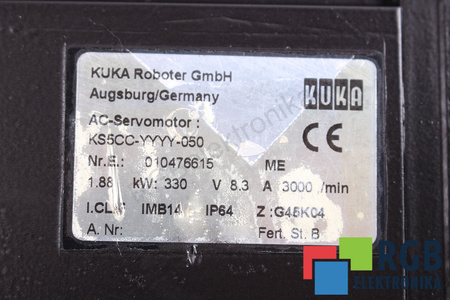 KUKA Roboter GmbH
Augsburg/Germany
KUKA
AC-Servomotor :
KS5CC-YYYY-050
CE
Nr.E.: 010476615 ME
1.88 kW: 330 V 8.3 A 3000 /min
I.CL. IMB14 IP64 Z :G45K04
A. Nr: Fert. St. B
RGB
ELEKTRONIKA